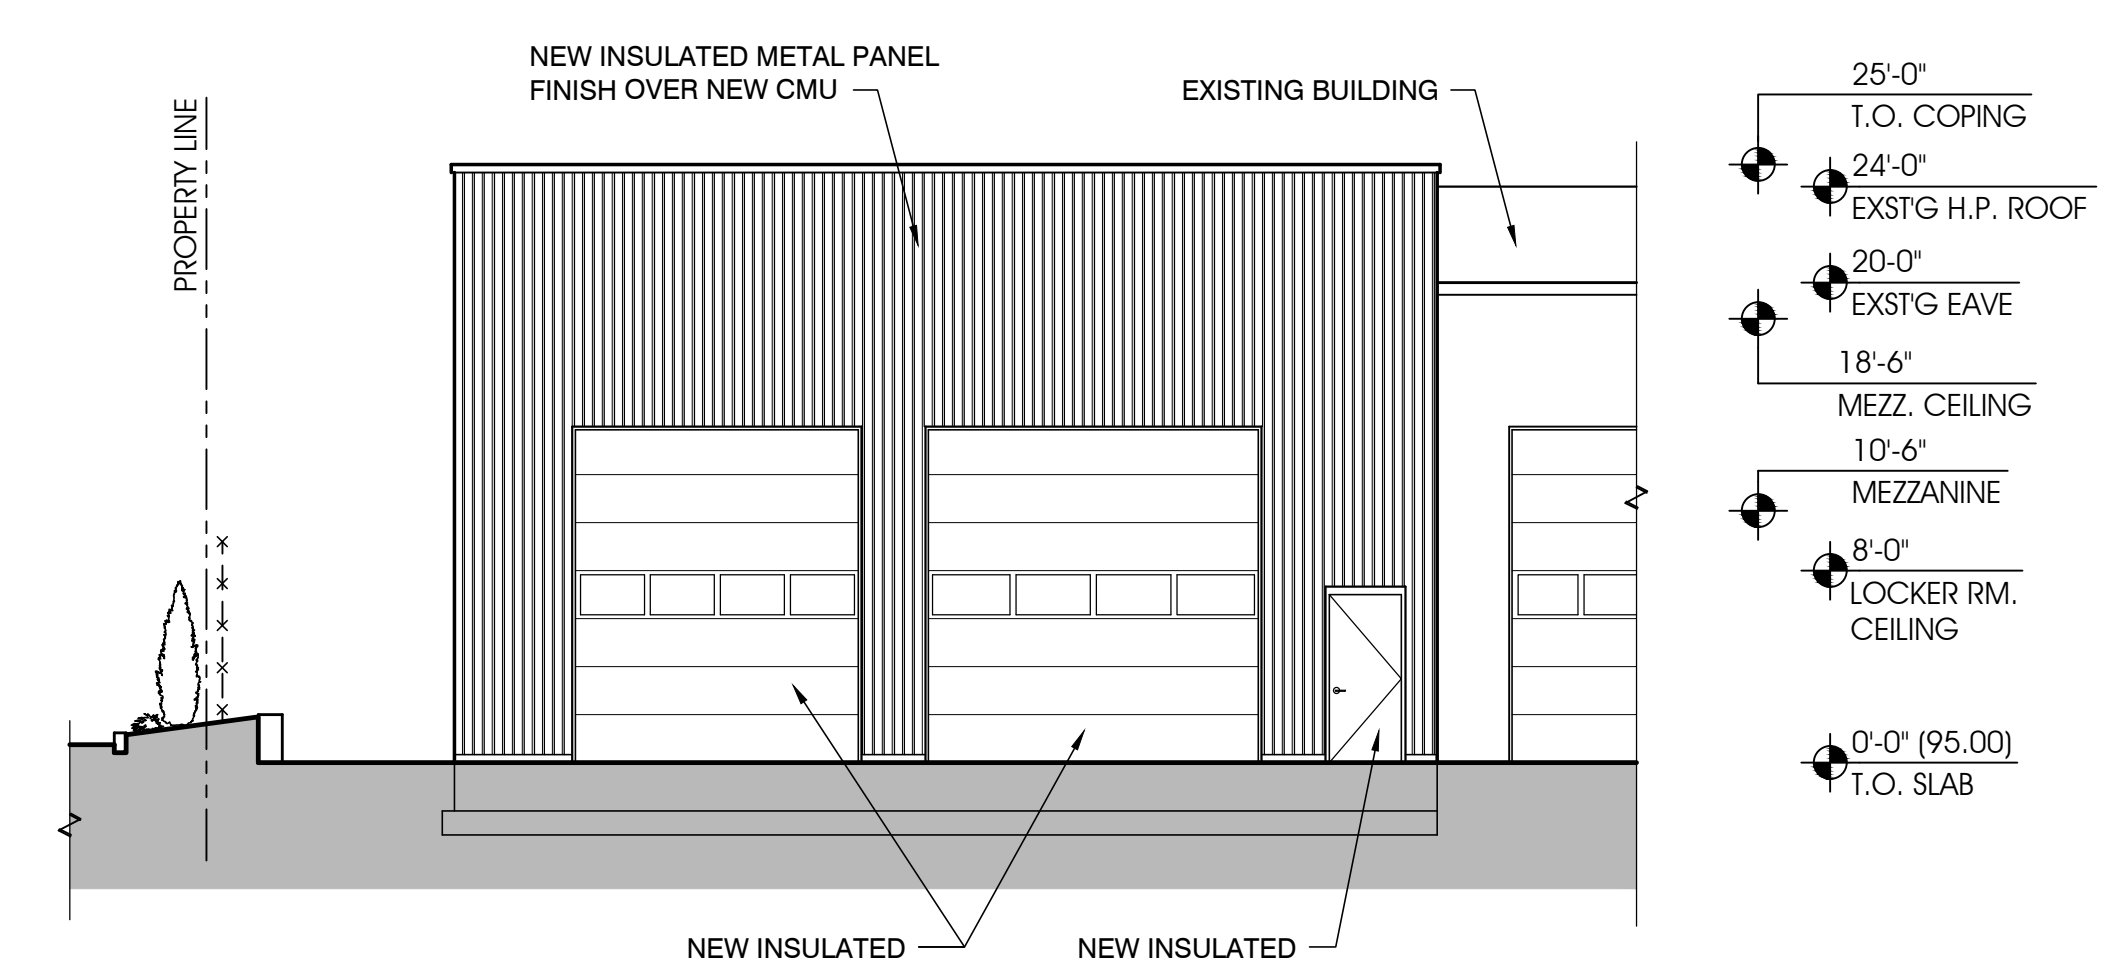 NEW INSULATED METAL PANEL
FINISH OVER NEW CMU
EXISTING BUILDING
PROPERTY LINE
25'-0"
T.O. COPING
24'-0"
EXST'G H.P. ROOF
20-0"
EXST'G EAVE
18'-6"
MEZZ. CEILING
10'-6"
MEZZANINE
8'-0"
LOCKER RM.
CEILING
0'-0" (95.00)
T.O. SLAB
NEW INSULATED
NEW INSULATED